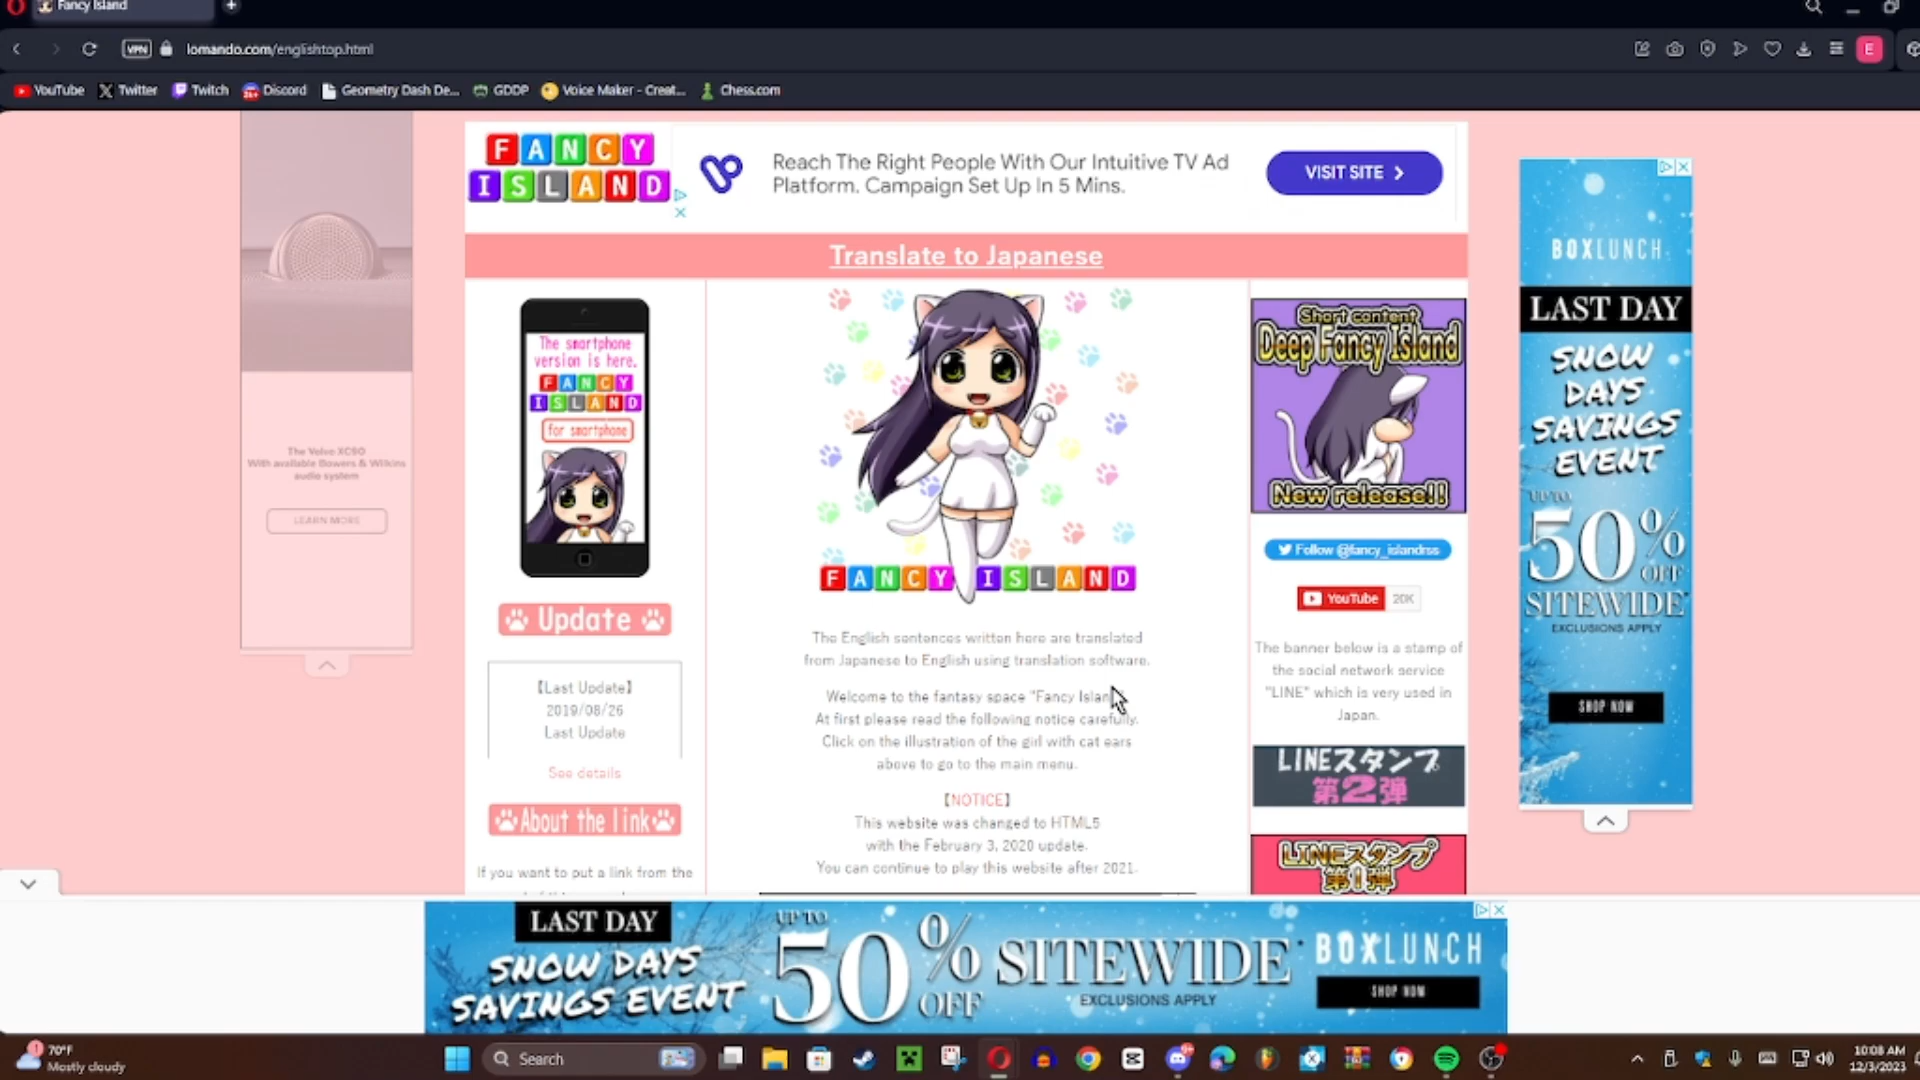 Fancy Island
VPN
lomando.com/englishtop.html
E
YouTube
Twitter
Twitch
Discord
Geometry Dash De...
GDDP
Voice Maker - Creat...
Chess.com
FANCY
ISLAND
Reach The Right People With Our Intuitive TV Ad
Platform. Campaign Set Up In 5 Mins.
VISIT SITE
Translate to Japanese
The Volvo XC90
With available Bowers & Wilkins
audio system
LEARN MORE
The smartphone
version is here.
FANCY
ISLAND
for smartphone
Update
【Last Update】
2019/08/26
Last Update
See details
About the link
If you want to put a link from the
FANCY ISLAND
The English sentences written here are translated
from Japanese to English using translation software.
Welcome to the fantasy space "Fancy Islan
At first please read the following notice carefully.
Click on the illustration of the girl with cat ears
above to go to the main menu.
【NOTICE】
This website was changed to HTML5
with the February 3, 2020 update.
You can continue to play this website after 2021.
Short content
Deep Fancy Island
New release!!
Follow @fancy_islandrss
YouTube 20K
The banner below is a stamp of
the social network service
"LINE" which is very used in
Japan.
LINEスタンプ
第2弾
LINEスタンプ
第1弾
BOXLUNCH
LAST DAY
SNOW
DAYS
SAVINGS
EVENT
UP TO
50%
OFF
SITEWIDE*
EXCLUSIONS APPLY
SHOP NOW
LAST DAY
SNOW DAYS
SAVINGS EVENT
UP TO
50% OFF
SITEWIDE*
EXCLUSIONS APPLY
BOXLUNCH
SHOP NOW
70°F
Mostly cloudy
Search
10:08 AM
12/3/2023